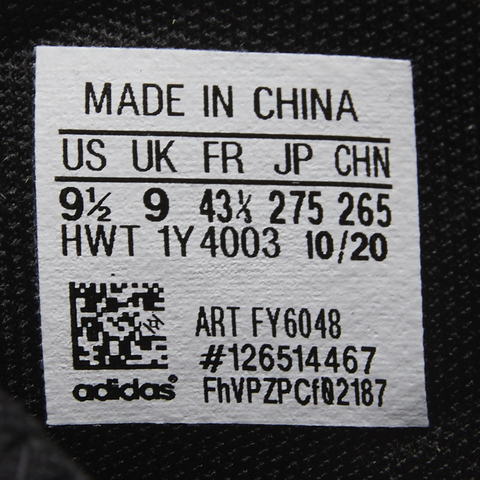 MADE IN CHINA
US UK FR JP CHN
9½ 9 43⅓ 275 265
HWT 1Y4003 10/20
ART FY6048
#126514467
adidas®
FhVPZPCfQ2187